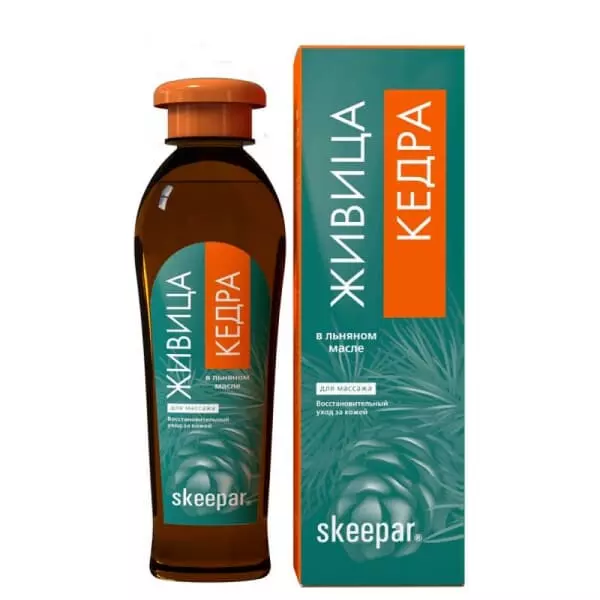 ЖИВИЦА
КЕДРА
в льняном
масле
для массажа
Восстановительный
уход за кожей
skeepar®
ЖИВИЦА
КЕДРА
в льняном
масле
для массажа
Восстановительный
уход за кожей
skeepar®